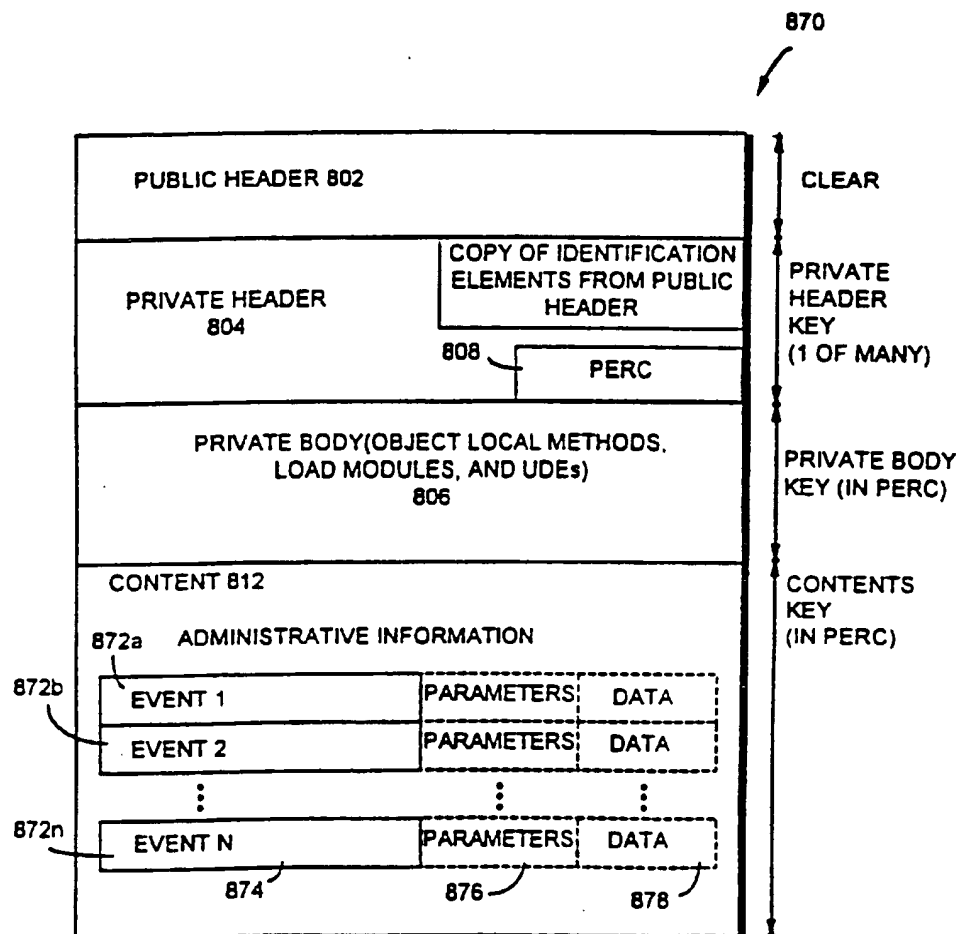 870
PUBLIC HEADER 802
CLEAR
COPY OF IDENTIFICATION
ELEMENTS FROM PUBLIC
HEADER
PRIVATE HEADER
804
808
PERC
PRIVATE
HEADER
KEY
(1 OF MANY)
PRIVATE BODY(OBJECT LOCAL METHODS,
LOAD MODULES, AND UDEs)
806
PRIVATE BODY
KEY (IN PERC)
CONTENT 812
CONTENTS
KEY
(IN PERC)
ADMINISTRATIVE INFORMATION
872a
872b
EVENT 1 PARAMETERS DATA
EVENT 2 PARAMETERS DATA
872n
EVENT N PARAMETERS DATA
874 876 878